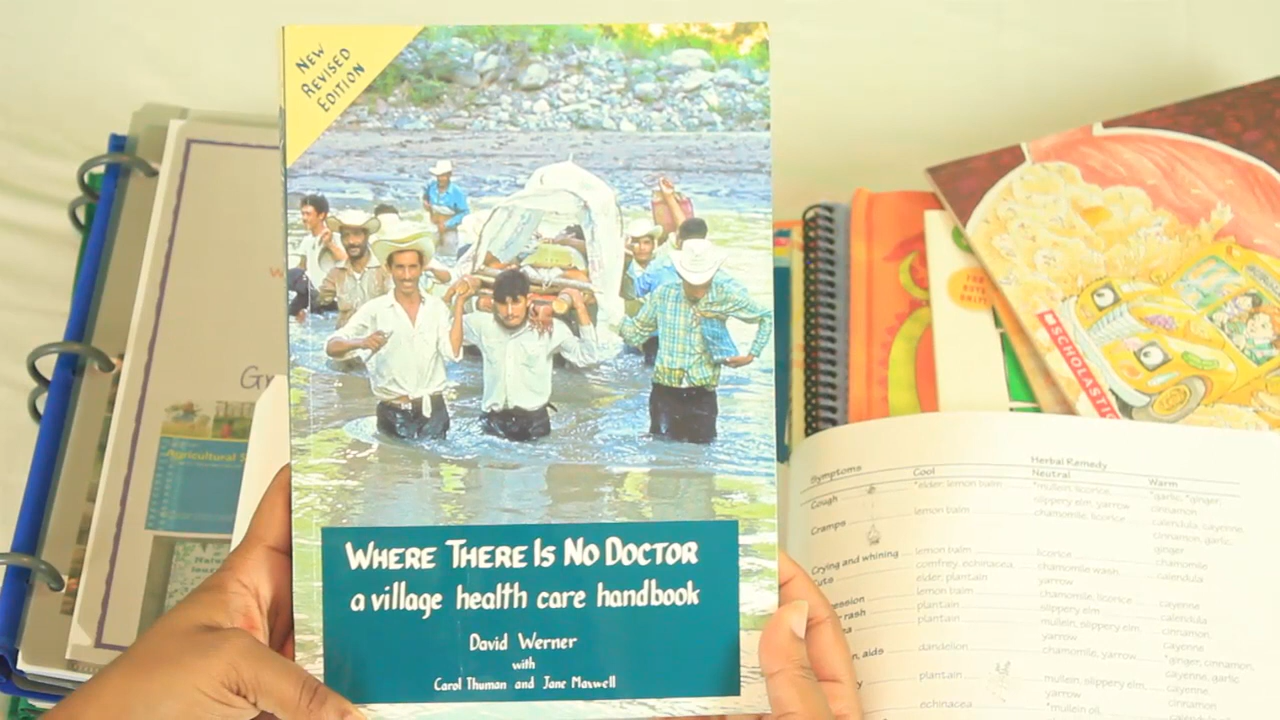 NEW
REVISED
EDITION
WHERE THERE IS NO DOCTOR
a village health care handbook
David Werner
with
Carol Thuman and Jane Maxwell
Gr
Agricultural S
SCHOLASTIC
Herbal Remedy
Symptoms Cool Neutral Warm
Cough *elder, lemon balm *mullein, licorice, *garlic, *ginger,
slippery elm, yarrow cinnamon
Cramps lemon balm chamomile, licorice calendula, cayenne,
cinnamon, garlic,
ginger
Crying and whining lemon balm licorice chamomile
Cuts comfrey, echinacea chamomile wash, calendula
elder, plantain yarrow
ession lemon balm chamomile, licorice cayenne
rash plantain slippery elm calendula
plantain mullein, slippery elm, cinnamon,
yarrow cayenne
n, aids dandelion chamomile, yarrow *ginger, cinnamon,
cayenne, garlic
y plantain mullein, slippery elm, cayenne,
yarrow cinnamon
echinacea *mullein oil,